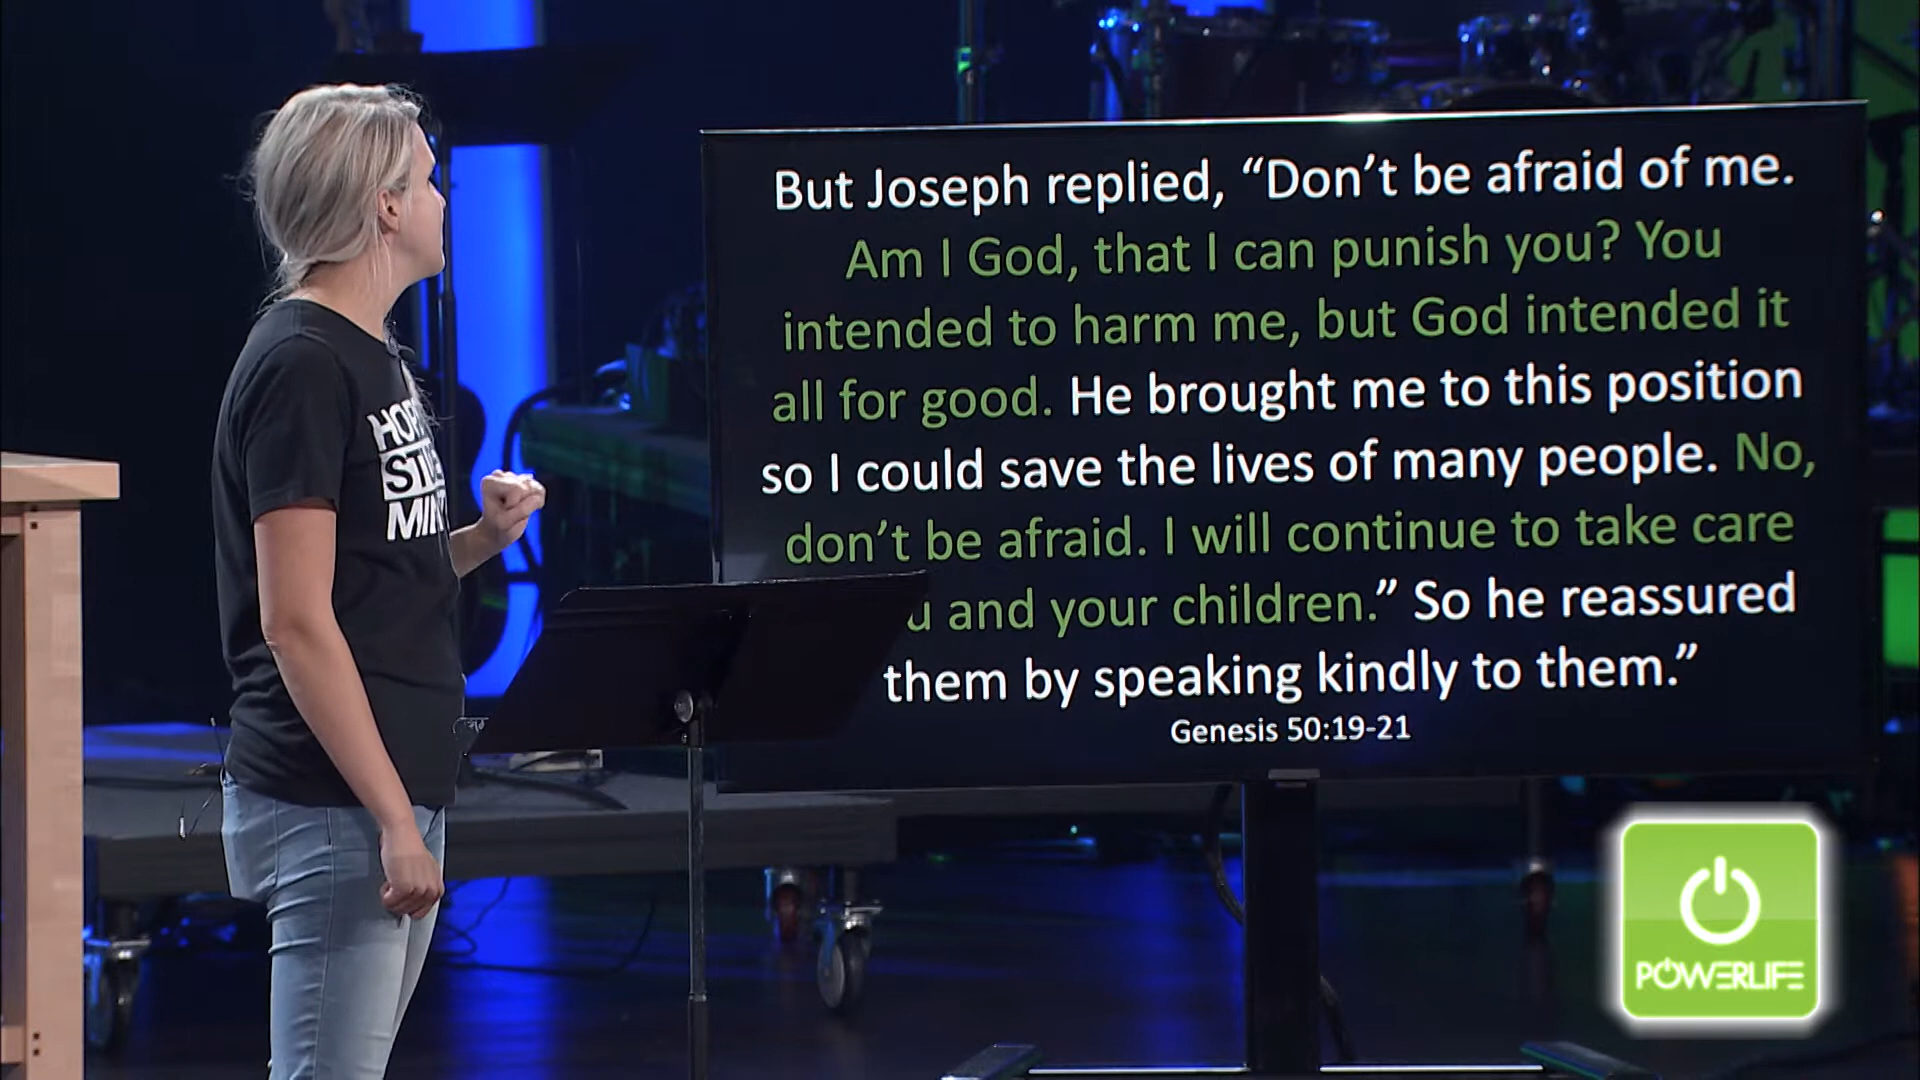 But Joseph replied, “Don’t be afraid of me.
Am I God, that I can punish you? You
intended to harm me, but God intended it
all for good. He brought me to this position
so I could save the lives of many people. No,
don’t be afraid. I will continue to take care
and your children.” So he reassured
them by speaking kindly to them.”
Genesis 50:19-21
POWERLIFE